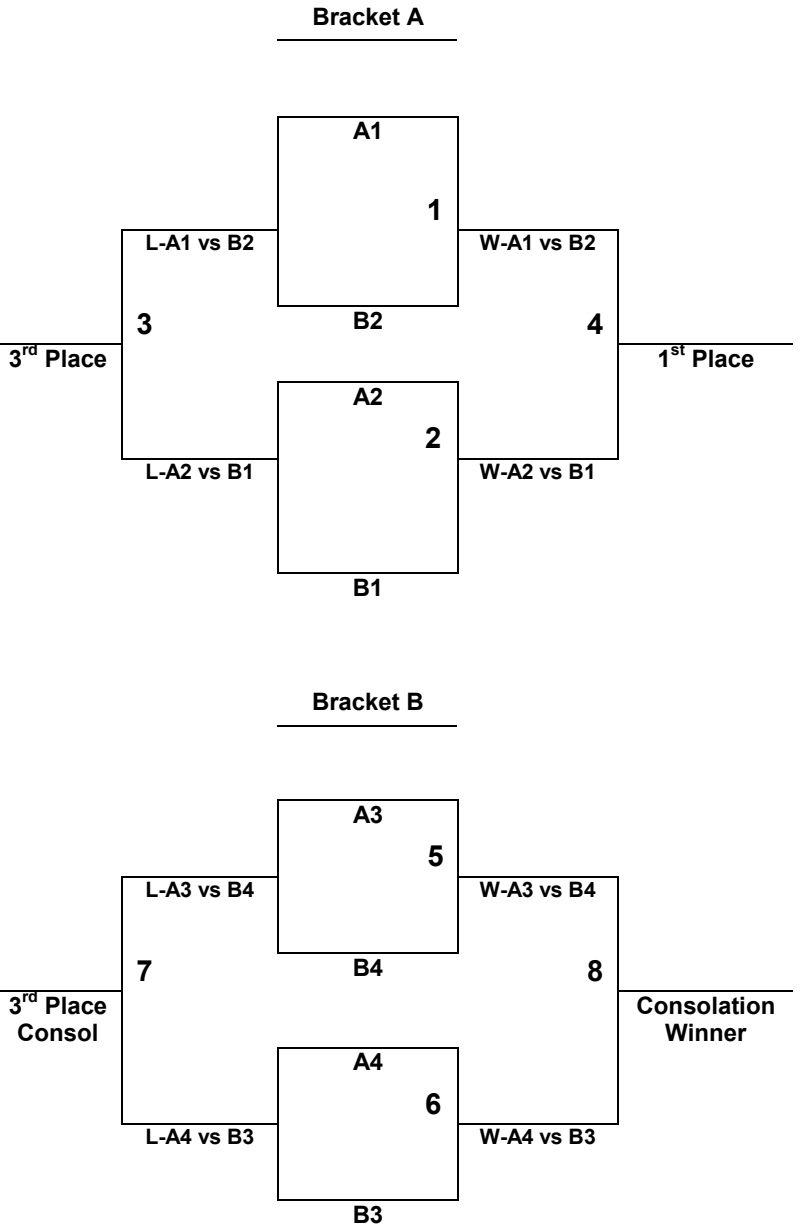 Bracket A
A1
1
L-A1 vs B2
W-A1 vs B2
B2
3
4
3rd Place
1st Place
A2
2
L-A2 vs B1
W-A2 vs B1
B1
Bracket B
A3
5
L-A3 vs B4
W-A3 vs B4
B4
7
8
3rd Place
Consol
Consolation
Winner
A4
6
L-A4 vs B3
W-A4 vs B3
B3